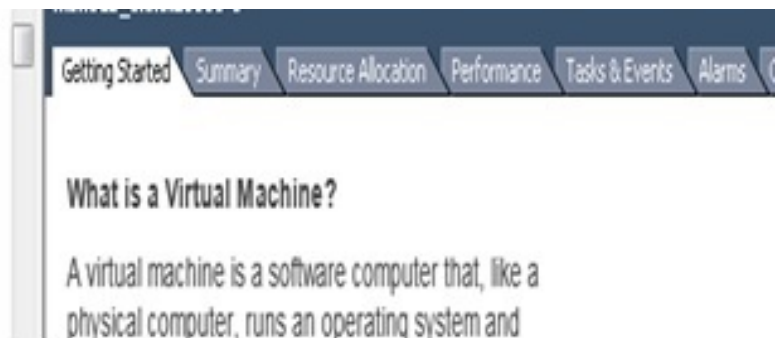 Getting Started Summary Resource Allocation Performance Tasks & Events Alarms
What is a Virtual Machine?
A virtual machine is a software computer that, like a
physical computer, runs an operating system and